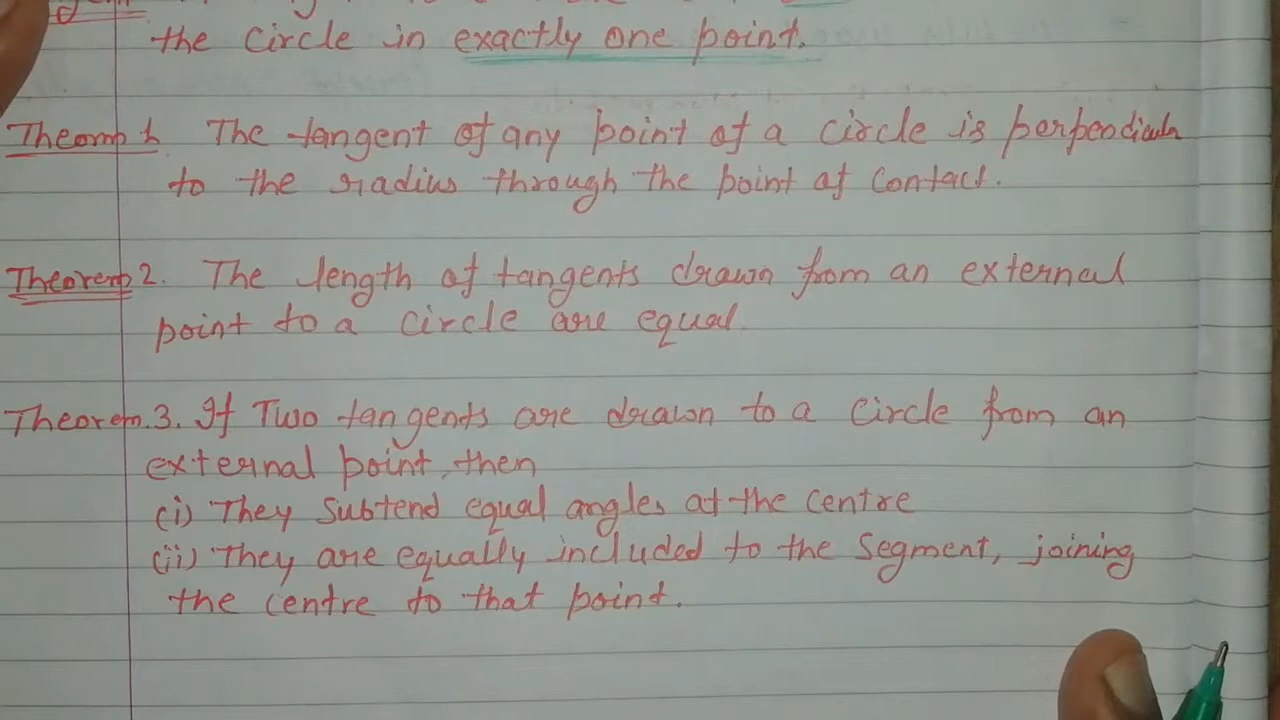 the circle in exactly one point.
Theorem 1. The tangent of any point of a circle is perpendicular
to the radius through the point of contact.
Theorem 2. The length of tangents drawn from an external
point to a circle are equal.
Theorem.3. If Two tangents are drawn to a circle from an
external point, then
(i) They Subtend equal angles at the centre
(ii) They are equally included to the segment, joining
the centre to that point.